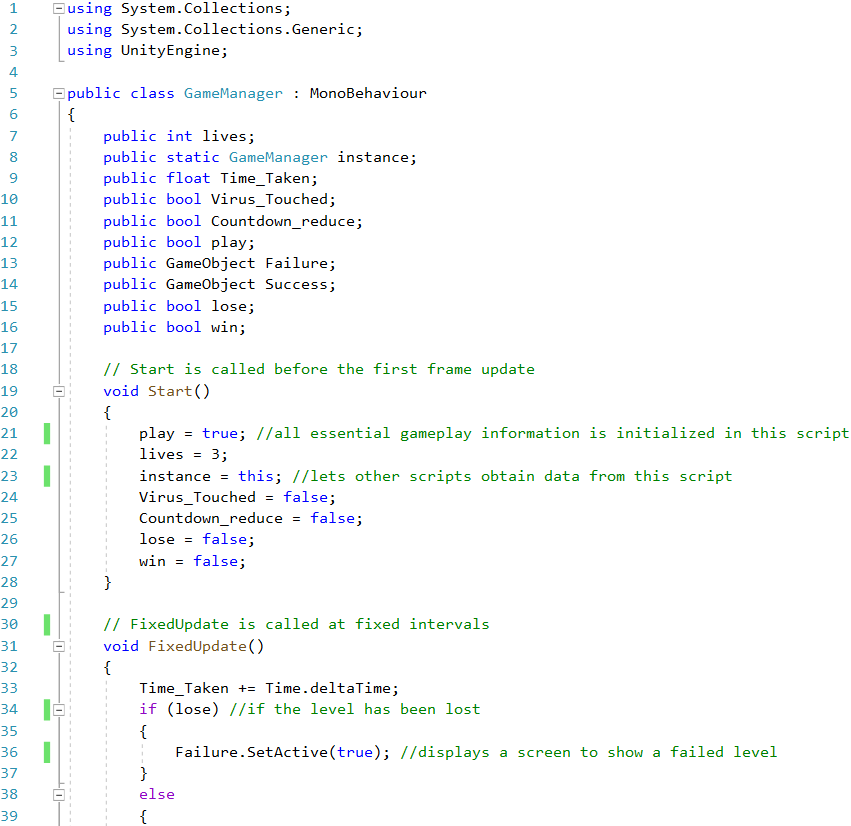 1 using System.Collections;
2 using System.Collections.Generic;
3 using UnityEngine;
4
5 public class GameManager : MonoBehaviour
6 {
7     public int lives;
8     public static GameManager instance;
9     public float Time_Taken;
10     public bool Virus_Touched;
11     public bool Countdown_reduce;
12     public bool play;
13     public GameObject Failure;
14     public GameObject Success;
15     public bool lose;
16     public bool win;
17
18     // Start is called before the first frame update
19     void Start()
20     {
21         play = true; //all essential gameplay information is initialized in this script
22         lives = 3;
23         instance = this; //lets other scripts obtain data from this script
24         Virus_Touched = false;
25         Countdown_reduce = false;
26         lose = false;
27         win = false;
28     }
29
30     // FixedUpdate is called at fixed intervals
31     void FixedUpdate()
32     {
33         Time_Taken += Time.deltaTime;
34         if (lose) //if the level has been lost
35         {
36             Failure.SetActive(true); //displays a screen to show a failed level
37         }
38         else
39         {